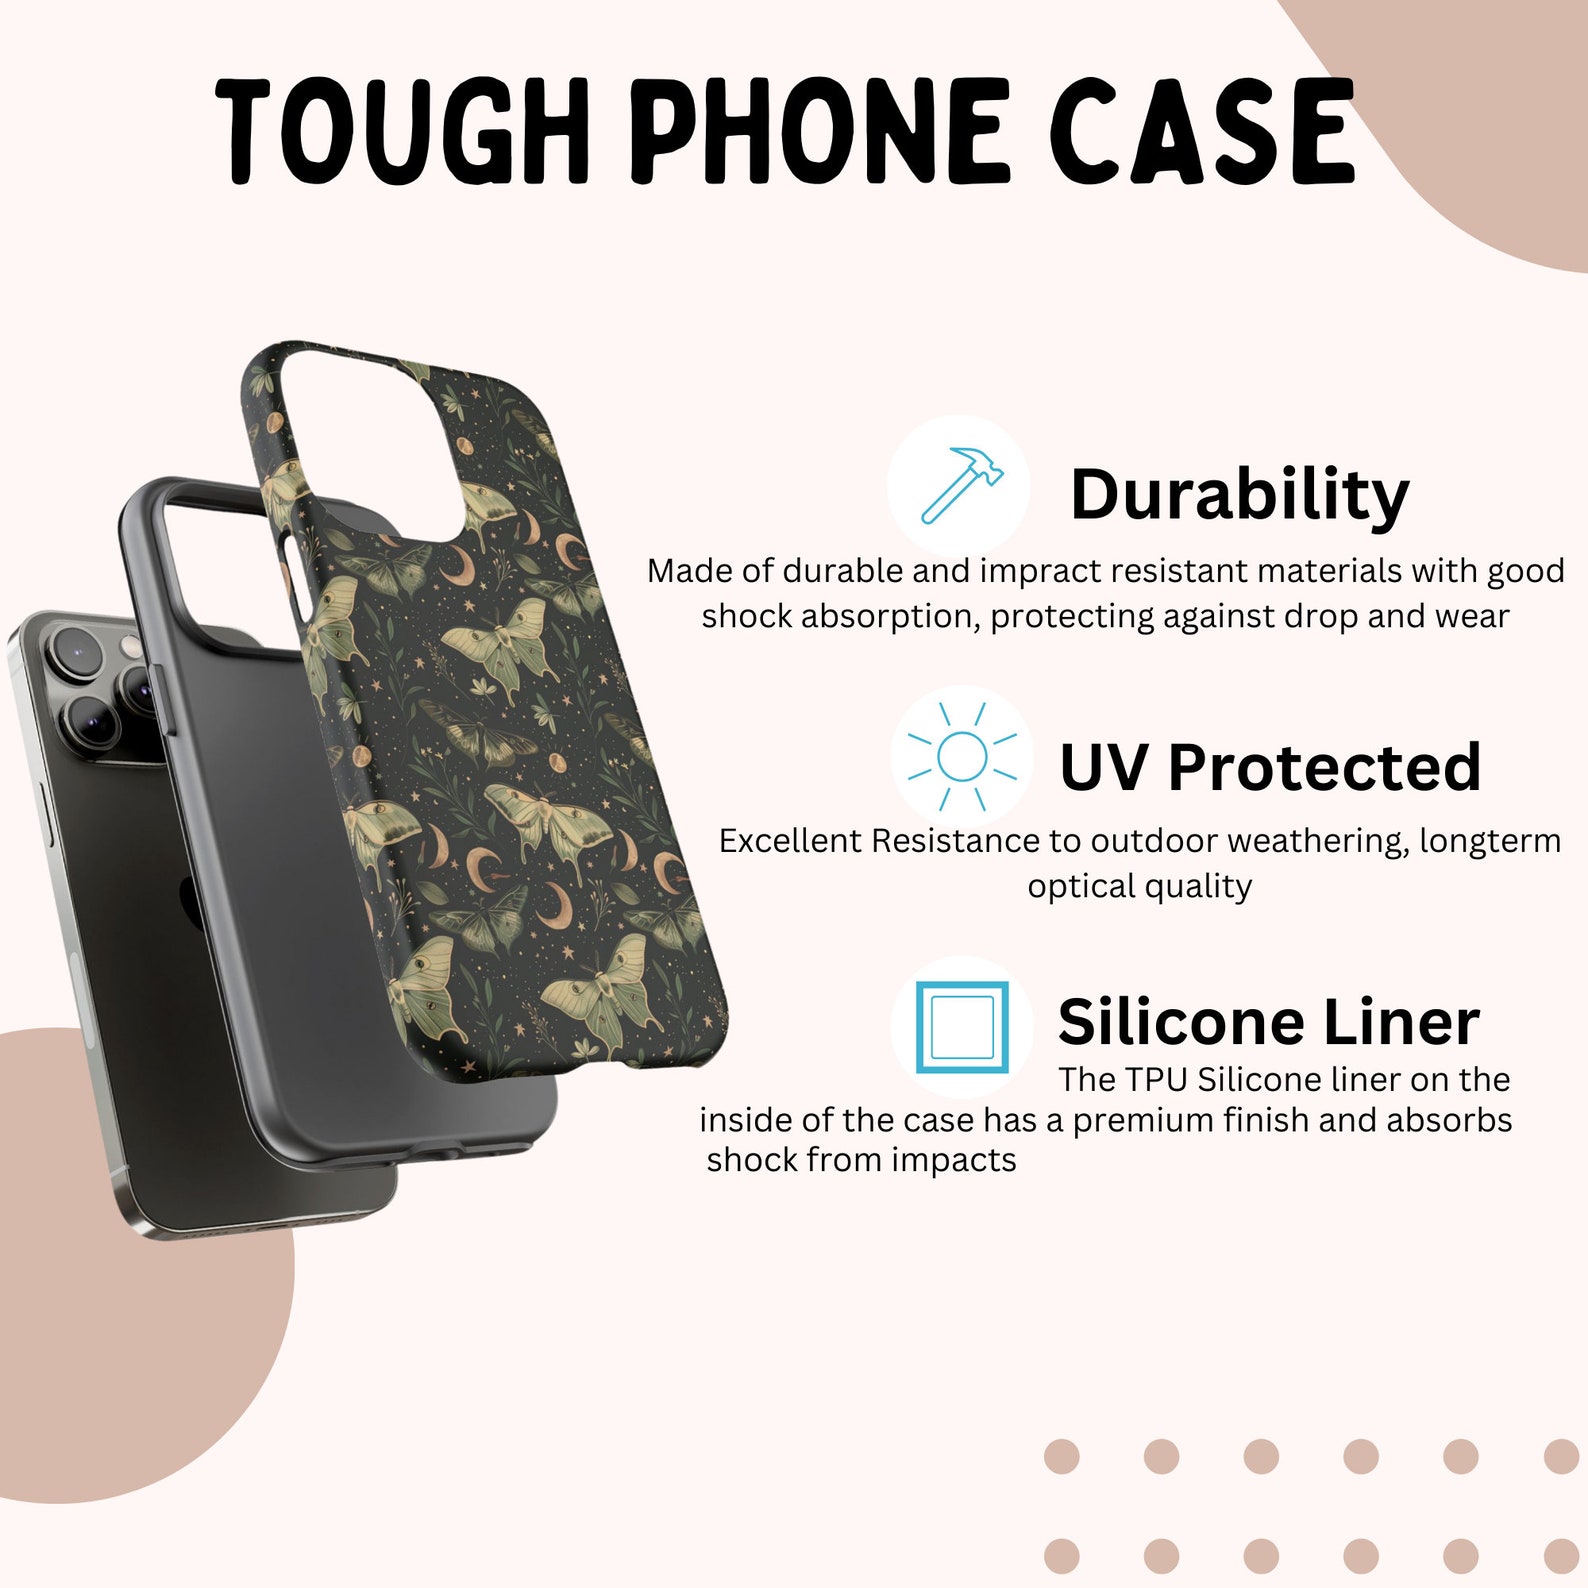 TOUGH PHONE CASE
Durability
Made of durable and impract resistant materials with good
shock absorption, protecting against drop and wear
UV Protected
Excellent Resistance to outdoor weathering, longterm
optical quality
Silicone Liner
The TPU Silicone liner on the
inside of the case has a premium finish and absorbs
shock from impacts